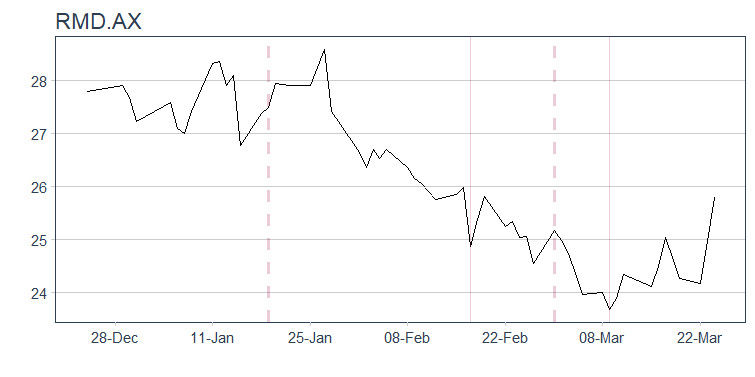 RMD.AX
28
27
26
25
24
28-Dec
11-Jan
25-Jan
08-Feb
22-Feb
08-Mar
22-Mar